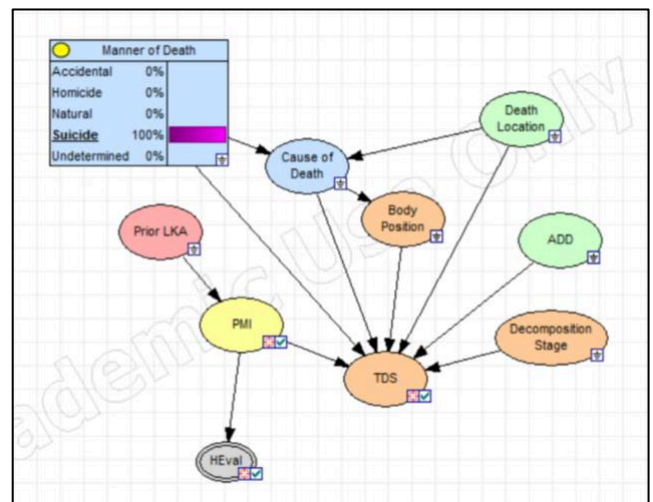 Manner of Death
Accidental 0%
Homicide 0%
Natural 0%
Suicide 100%
Undetermined 0%
Death
Location
Cause of
Death
Body
Position
Prior LKA
ADD
PMI
Decomposition
Stage
TDS
HEval
ademic Use Only